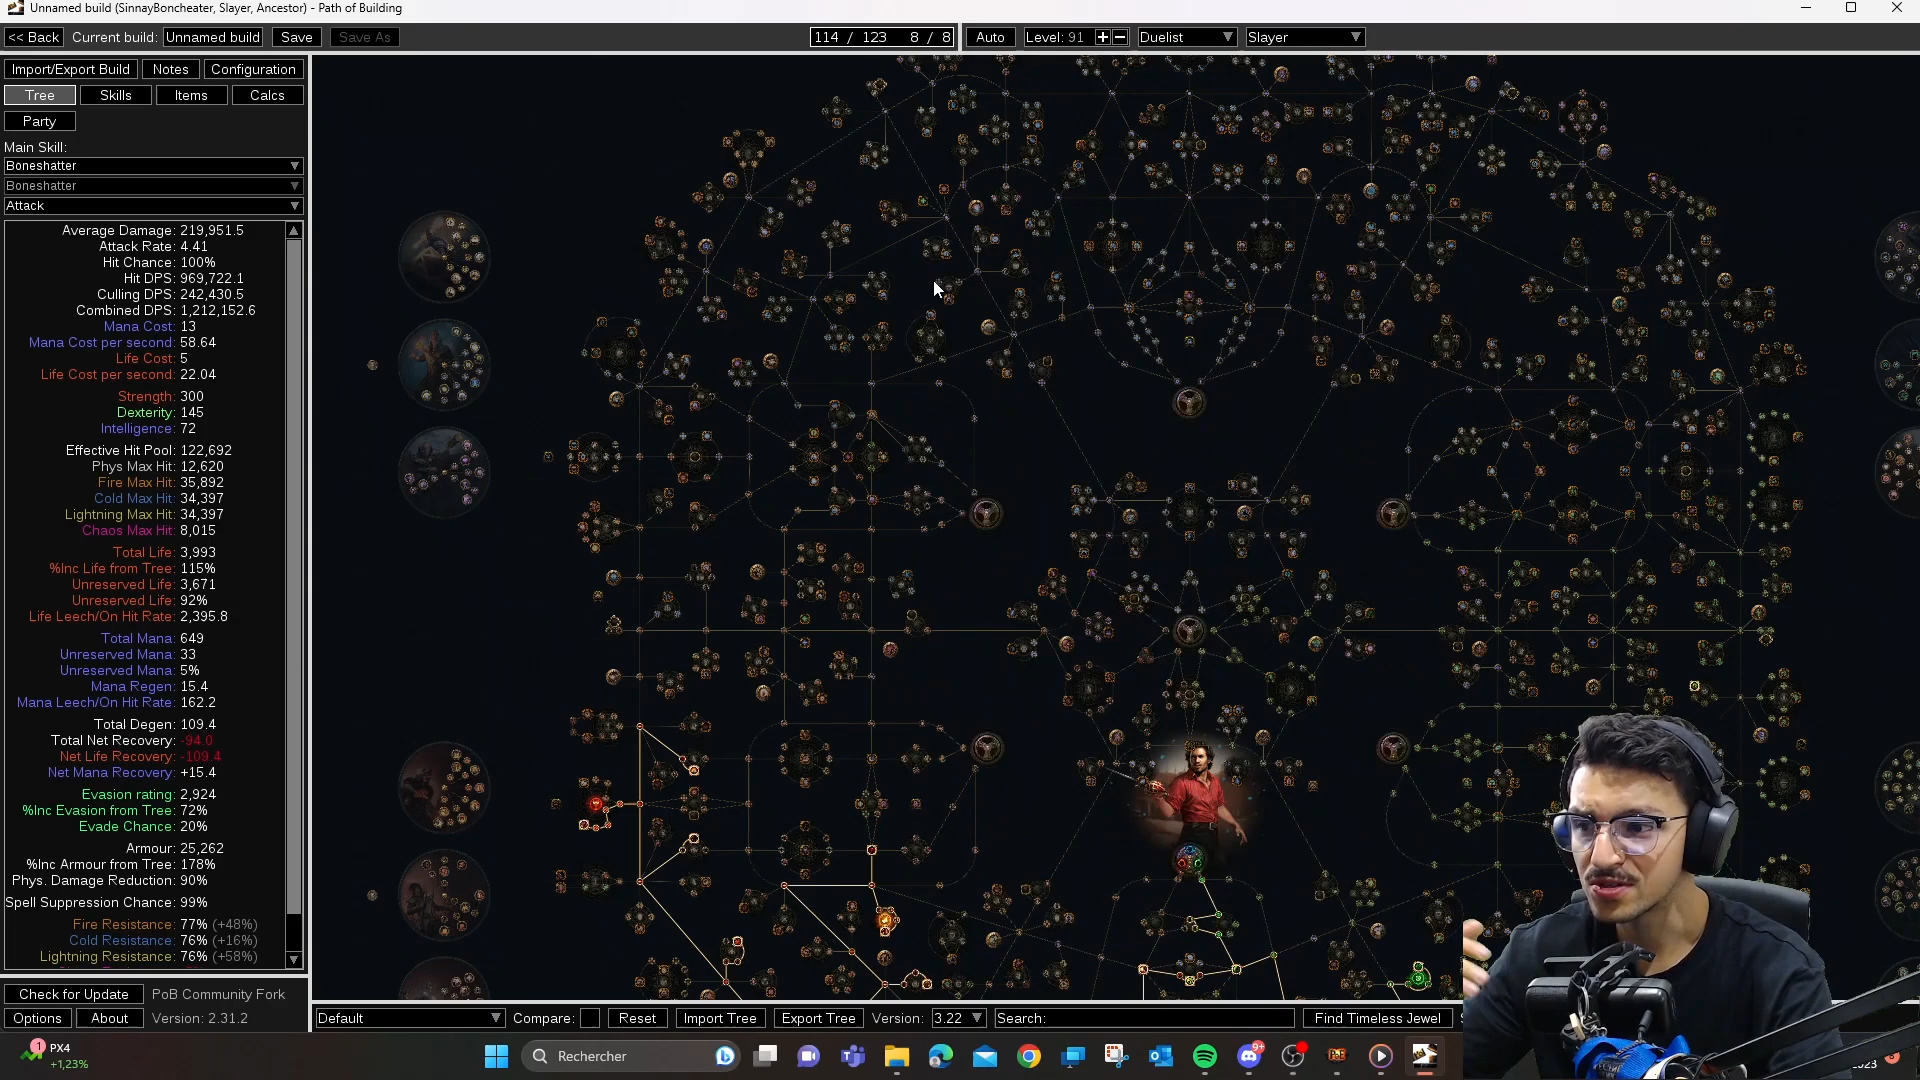 Unnamed build (SinnayBoncheater, Slayer, Ancestor) - Path of Building
<< Back Current build: Unnamed build Save Save As 114 / 123 8 / 8 Auto Level: 91 + − Duelist Slayer
Import/Export Build Notes Configuration
Tree Skills Items Calcs
Party
Main Skill:
Boneshatter
Boneshatter
Attack
Average Damage: 219,951.5
Attack Rate: 4.41
Hit Chance: 100%
Hit DPS: 969,722.1
Culling DPS: 242,430.5
Combined DPS: 1,212,152.6
Mana Cost: 13
Mana Cost per second: 58.64
Life Cost: 5
Life Cost per second: 22.04
Strength: 300
Dexterity: 145
Intelligence: 72
Effective Hit Pool: 122,692
Phys Max Hit: 12,620
Fire Max Hit: 35,892
Cold Max Hit: 34,397
Lightning Max Hit: 34,397
Chaos Max Hit: 8,015
Total Life: 3,993
%Inc Life from Tree: 115%
Unreserved Life: 3,671
Unreserved Life: 92%
Life Leech/On Hit Rate: 2,395.8
Total Mana: 649
Unreserved Mana: 33
Unreserved Mana: 5%
Mana Regen: 15.4
Mana Leech/On Hit Rate: 162.2
Total Degen: 109.4
Total Net Recovery: -94.0
Net Life Recovery: -109.4
Net Mana Recovery: +15.4
Evasion rating: 2,924
%Inc Evasion from Tree: 72%
Evade Chance: 20%
Armour: 25,262
%Inc Armour from Tree: 178%
Phys. Damage Reduction: 90%
Spell Suppression Chance: 99%
Fire Resistance: 77% (+48%)
Cold Resistance: 76% (+16%)
Lightning Resistance: 76% (+58%)
Check for Update PoB Community Fork
Options About Version: 2.31.2
Default Compare: Reset Import Tree Export Tree Version: 3.22 Search: Find Timeless Jewel
1 PX4
+1,23%
Rechercher
9+
PoE
2023